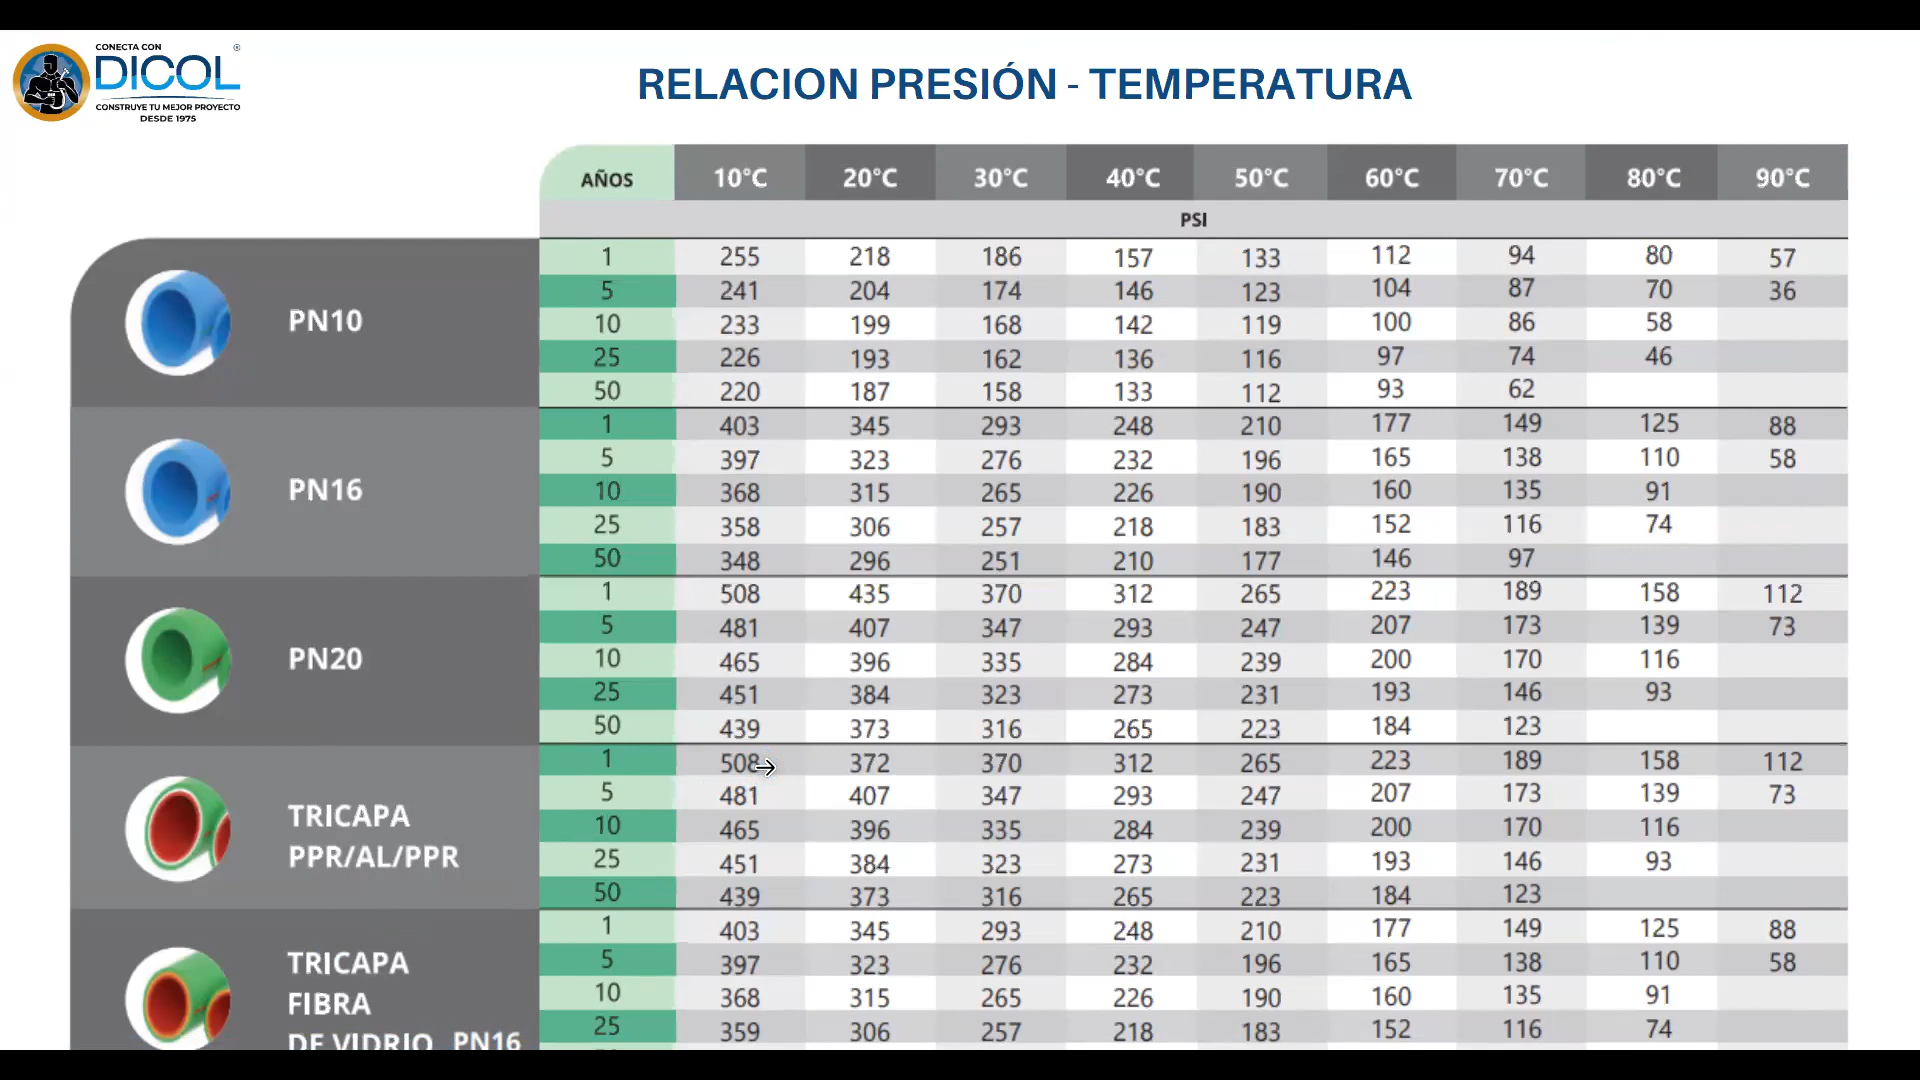 CONECTA CON
DICOL ®
CONSTRUYE TU MEJOR PROYECTO
DESDE 1975
RELACION PRESIÓN - TEMPERATURA
AÑOS 10°C 20°C 30°C 40°C 50°C 60°C 70°C 80°C 90°C
PSI
PN10
1 255 218 186 157 133 112 94 80 57
5 241 204 174 146 123 104 87 70 36
10 233 199 168 142 119 100 86 58
25 226 193 162 136 116 97 74 46
50 220 187 158 133 112 93 62
PN16
1 403 345 293 248 210 177 149 125 88
5 397 323 276 232 196 165 138 110 58
10 368 315 265 226 190 160 135 91
25 358 306 257 218 183 152 116 74
50 348 296 251 210 177 146 97
PN20
1 508 435 370 312 265 223 189 158 112
5 481 407 347 293 247 207 173 139 73
10 465 396 335 284 239 200 170 116
25 451 384 323 273 231 193 146 93
50 439 373 316 265 223 184 123
TRICAPA
PPR/AL/PPR
1 508 372 370 312 265 223 189 158 112
5 481 407 347 293 247 207 173 139 73
10 465 396 335 284 239 200 170 116
25 451 384 323 273 231 193 146 93
50 439 373 316 265 223 184 123
TRICAPA
FIBRA
DE VIDRIO PN16
1 403 345 293 248 210 177 149 125 88
5 397 323 276 232 196 165 138 110 58
10 368 315 265 226 190 160 135 91
25 359 306 257 218 183 152 116 74